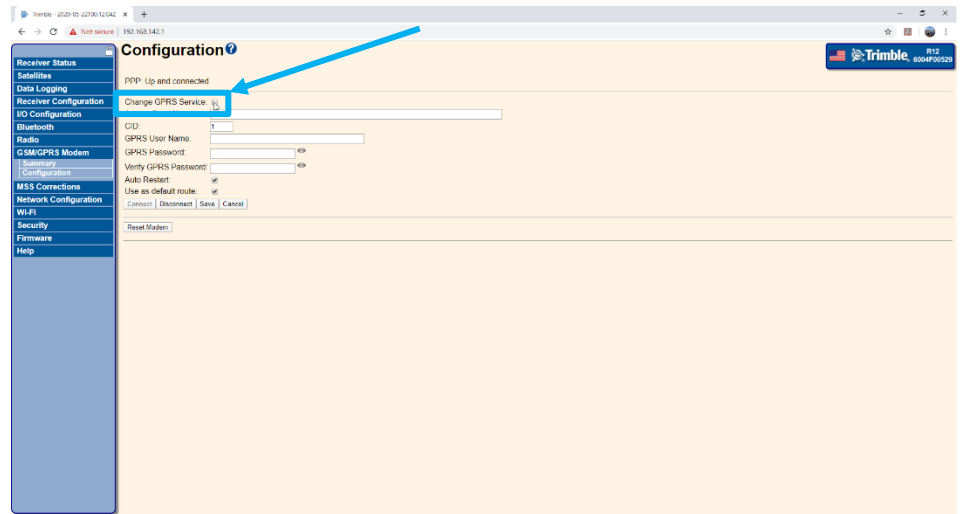 Trimble - 2020-05-22T00:12:04Z
Not secure | 192.168.142.1
Configuration
Trimble. R12
6004F00529
Receiver Status
Satellites
Data Logging
Receiver Configuration
I/O Configuration
Bluetooth
Radio
GSM/GPRS Modem
Summary
Configuration
MSS Corrections
Network Configuration
Wi-Fi
Security
Firmware
Help
PPP: Up and connected
Change GPRS Service:
CID: 1
GPRS User Name:
GPRS Password:
Verify GPRS Password:
Auto Restart:
Use as default route:
Connect Disconnect Save Cancel
Reset Modem